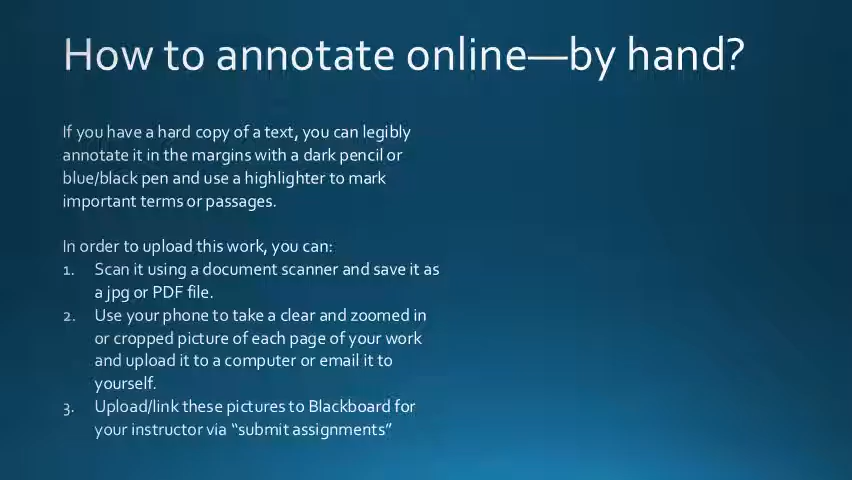 How to annotate online—by hand?
If you have a hard copy of a text, you can legibly
annotate it in the margins with a dark pencil or
blue/black pen and use a highlighter to mark
important terms or passages.
In order to upload this work, you can:
1. Scan it using a document scanner and save it as
a jpg or PDF file.
2. Use your phone to take a clear and zoomed in
or cropped picture of each page of your work
and upload it to a computer or email it to
yourself.
3. Upload/link these pictures to Blackboard for
your instructor via “submit assignments”